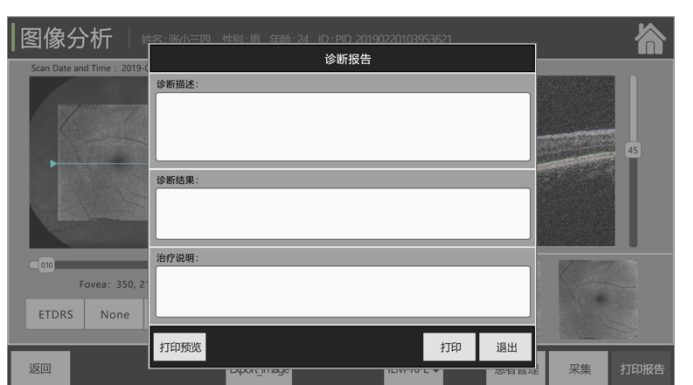 图像分析
姓名:张小三四 性别:男 年龄:24 ID:PID_20190220103953621
Scan Date and Time : 2019-0
诊断报告
诊断描述:
45
诊断结果:
010
治疗说明:
Fovea: 350, 2
ETDRS None
打印预览 打印 退出
返回 Export_Image ILM-RPE 患者管理 采集 打印报告